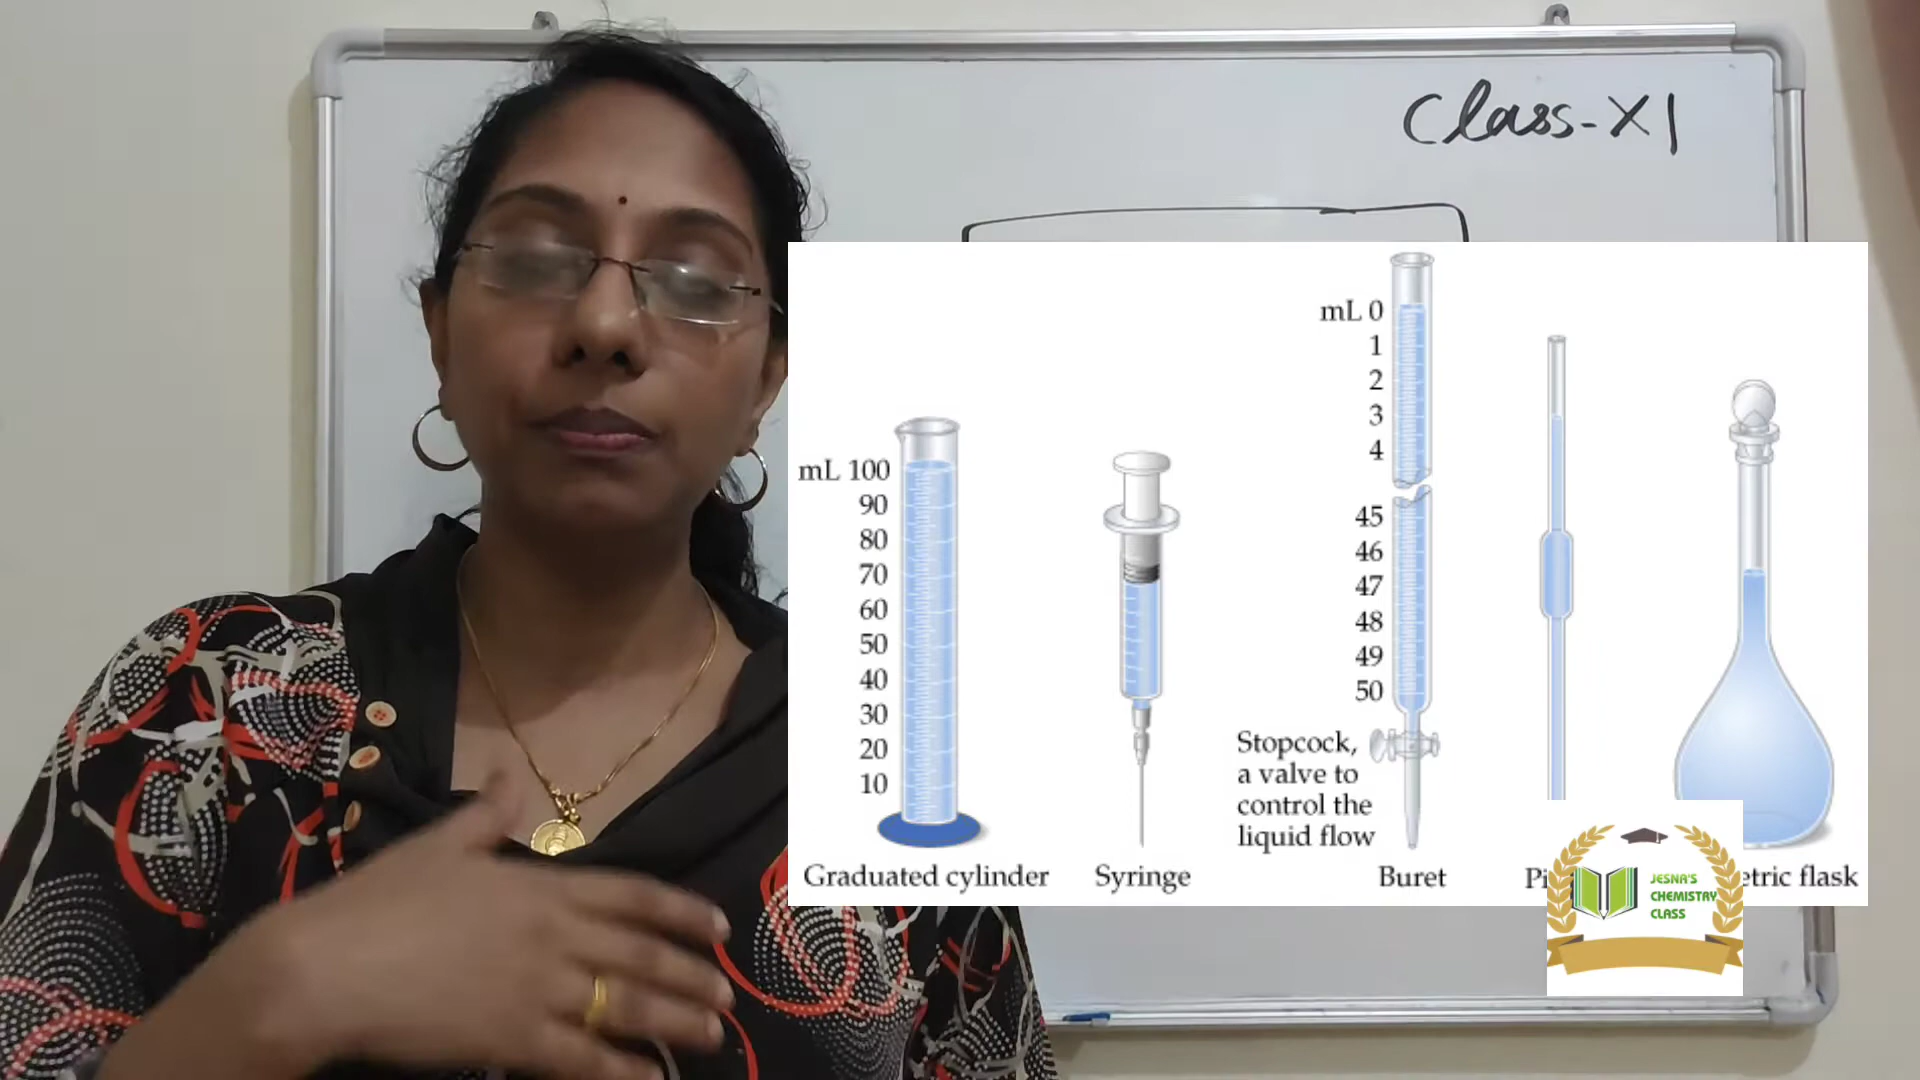 Class-XI
mL 0
1
2
3
4
45
46
47
48
49
50
mL 100
90
80
70
60
50
40
30
20
10
Stopcock,
a valve to
control the
liquid flow
Graduated cylinder
Syringe
Buret
flask
JESNA'S
CHEMISTRY
CLASS